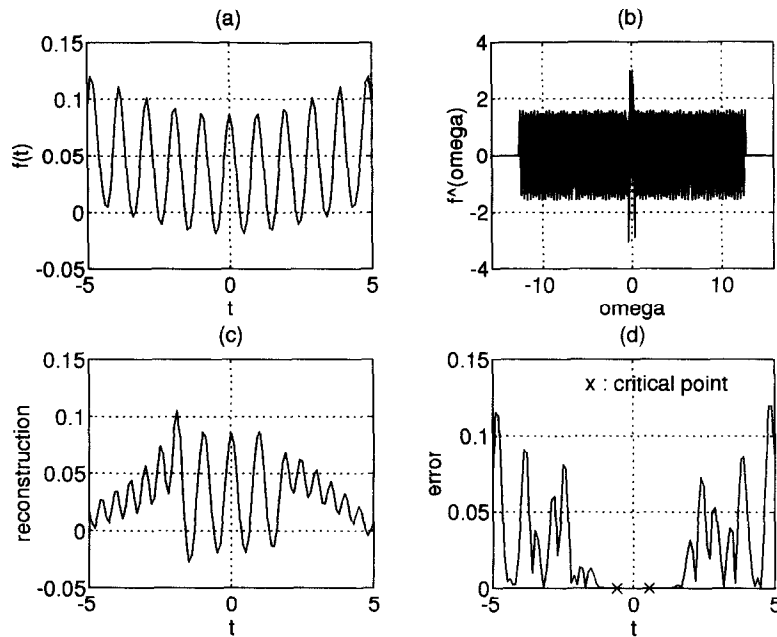 (a)
0.15
0.1
0.05
0
-0.05
f(t)
-5
0
5
t
(b)
4
2
0
-2
-4
f^(omega)
-10
0
10
omega
(c)
0.15
0.1
0.05
0
-0.05
reconstruction
-5
0
5
t
(d)
0.15
0.1
0.05
0
error
x : critical point
-5
0
5
t